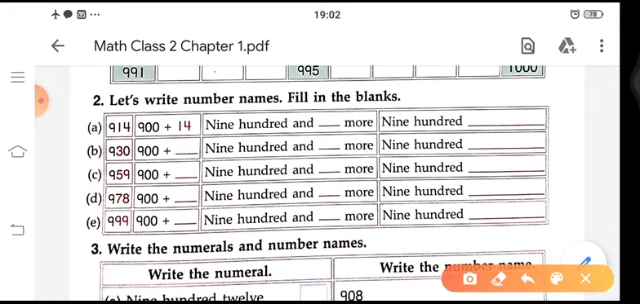 19:02
78
Math Class 2 Chapter 1.pdf
991 995 1000
2. Let's write number names. Fill in the blanks.
(a) 914 900 + 14 Nine hundred and ___ more Nine hundred ___
(b) 930 900 + ___ Nine hundred and ___ more Nine hundred ___
(c) 959 900 + ___ Nine hundred and ___ more Nine hundred ___
(d) 978 900 + ___ Nine hundred and ___ more Nine hundred ___
(e) 999 900 + ___ Nine hundred and ___ more Nine hundred ___
3. Write the numerals and number names.
Write the numeral. Write the number name.
(a) Nine hundred twelve 908